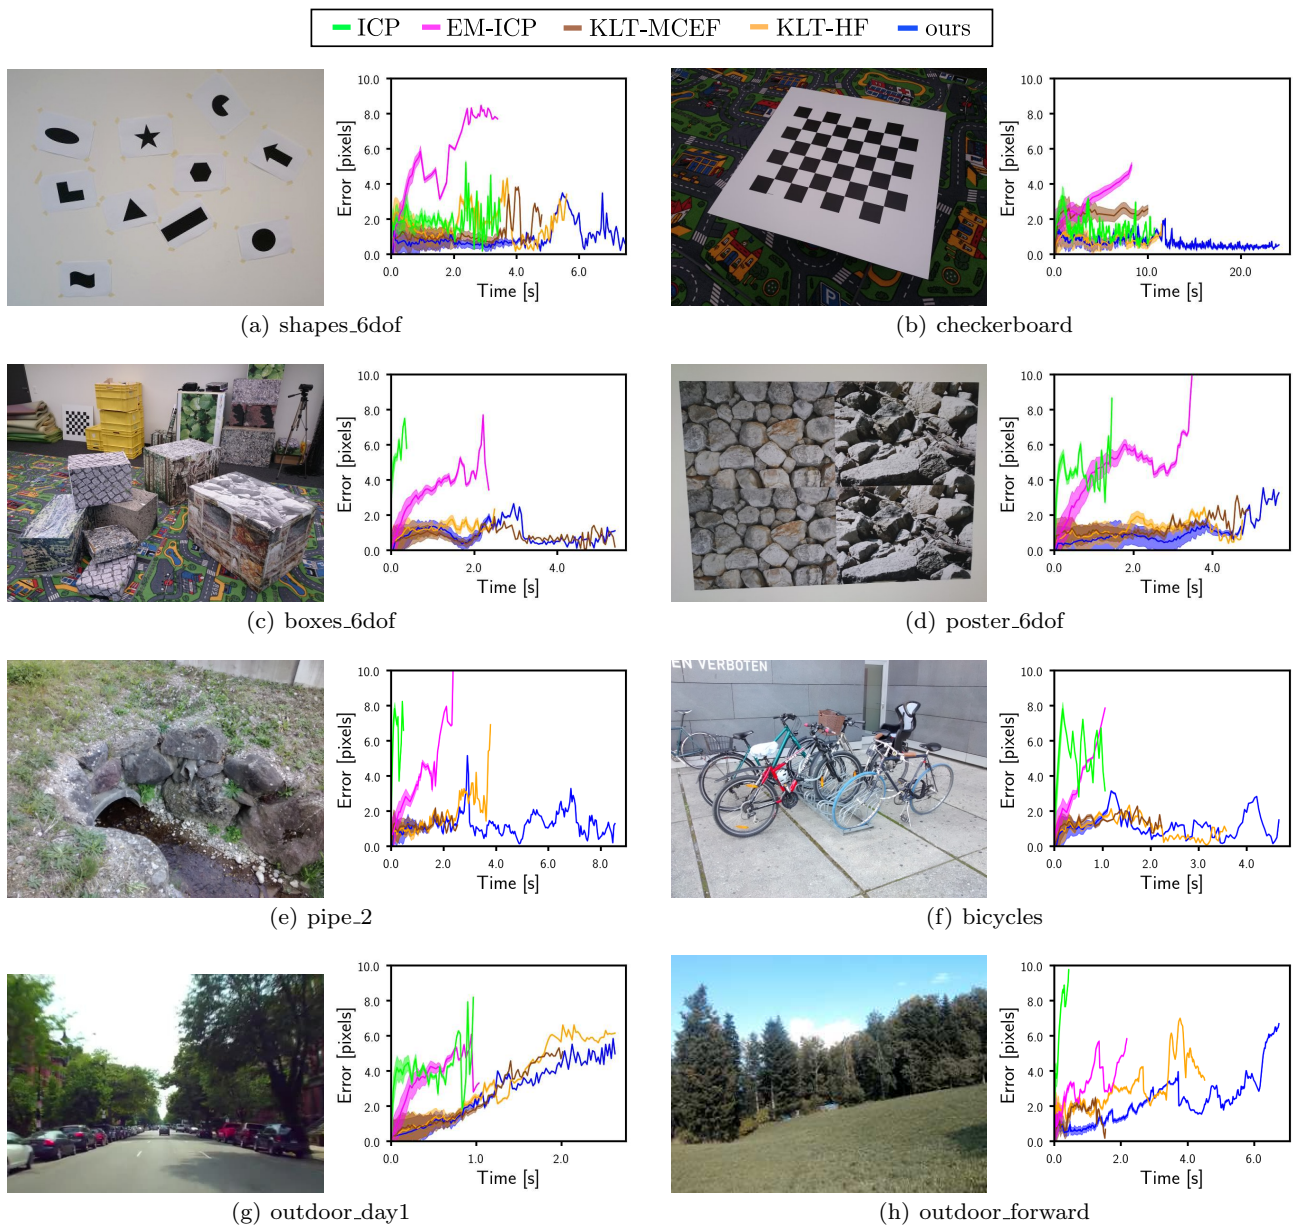 ICP EM-ICP KLT-MCEF KLT-HF ours
10.0
8.0
6.0
4.0
2.0
0.0
Error [pixels]
0.0 2.0 4.0 6.0
Time [s]
(a) shapes_6dof
P
10.0
8.0
6.0
4.0
2.0
0.0
Error [pixels]
0.0 10.0 20.0
Time [s]
(b) checkerboard
10.0
8.0
6.0
4.0
2.0
0.0
Error [pixels]
0.0 2.0 4.0
Time [s]
(c) boxes_6dof
10.0
8.0
6.0
4.0
2.0
0.0
Error [pixels]
0.0 2.0 4.0
Time [s]
(d) poster_6dof
10.0
8.0
6.0
4.0
2.0
0.0
Error [pixels]
0.0 2.0 4.0 6.0 8.0
Time [s]
(e) pipe_2
EN VERBOTEN
10.0
8.0
6.0
4.0
2.0
0.0
Error [pixels]
0.0 1.0 2.0 3.0 4.0
Time [s]
(f) bicycles
10.0
8.0
6.0
4.0
2.0
0.0
Error [pixels]
0.0 1.0 2.0
Time [s]
(g) outdoor_day1
10.0
8.0
6.0
4.0
2.0
0.0
Error [pixels]
0.0 2.0 4.0 6.0
Time [s]
(h) outdoor_forward